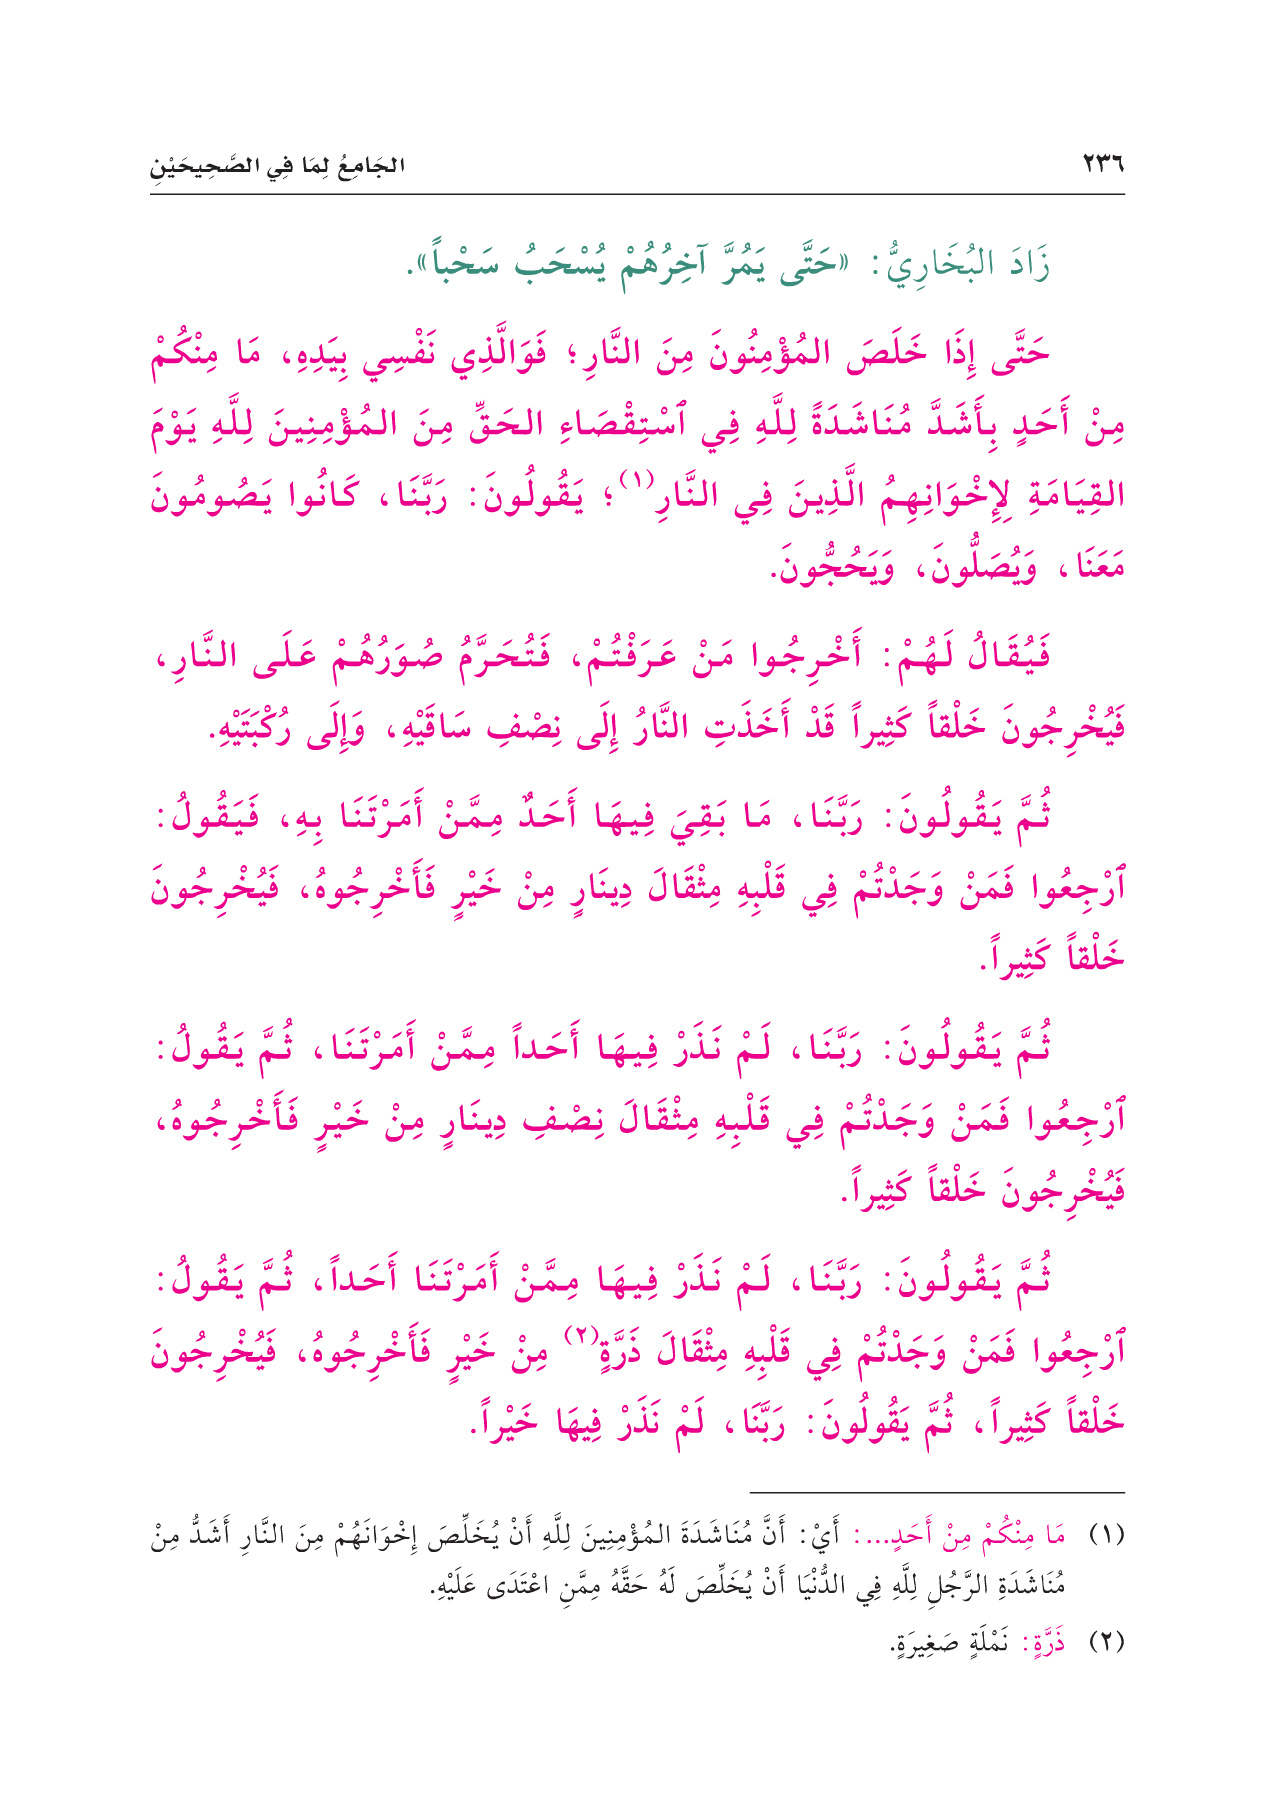 ٢٣٦
الجَامِعُ لِمَا فِي الصَّحِيحَيْنِ
زَادَ البُخَارِيُّ: «حَتَّى يَمُرَّ آخِرُهُمْ يُسْحَبُ سَحْباً».
حَتَّى إِذَا خَلَصَ المُؤْمِنُونَ مِنَ النَّارِ؛ فَوَالَّذِي نَفْسِي بِيَدِهِ، مَا مِنْكُمْ
مِنْ أَحَدٍ بِأَشَدَّ مُنَاشَدَةً لِلَّهِ فِي ٱسْتِقْصَاءِ الحَقِّ مِنَ المُؤْمِنِينَ لِلَّهِ يَوْمَ
القِيَامَةِ لِإِخْوَانِهِمُ الَّذِينَ فِي النَّارِ(١)؛ يَقُولُونَ: رَبَّنَا، كَانُوا يَصُومُونَ
مَعَنَا، وَيُصَلُّونَ، وَيَحُجُّونَ.
فَيُقَالُ لَهُمْ: أَخْرِجُوا مَنْ عَرَفْتُمْ، فَتُحَرَّمُ صُوَرُهُمْ عَلَى النَّارِ،
فَيُخْرِجُونَ خَلْقاً كَثِيراً قَدْ أَخَذَتِ النَّارُ إِلَى نِصْفِ سَاقَيْهِ، وَإِلَى رُكْبَتَيْهِ.
ثُمَّ يَقُولُونَ: رَبَّنَا، مَا بَقِيَ فِيهَا أَحَدٌ مِمَّنْ أَمَرْتَنَا بِهِ، فَيَقُولُ:
ٱرْجِعُوا فَمَنْ وَجَدْتُمْ فِي قَلْبِهِ مِثْقَالَ دِينَارٍ مِنْ خَيْرٍ فَأَخْرِجُوهُ، فَيُخْرِجُونَ
خَلْقاً كَثِيراً.
ثُمَّ يَقُولُونَ: رَبَّنَا، لَمْ نَذَرْ فِيهَا أَحَداً مِمَّنْ أَمَرْتَنَا، ثُمَّ يَقُولُ:
ٱرْجِعُوا فَمَنْ وَجَدْتُمْ فِي قَلْبِهِ مِثْقَالَ نِصْفِ دِينَارٍ مِنْ خَيْرٍ فَأَخْرِجُوهُ،
فَيُخْرِجُونَ خَلْقاً كَثِيراً.
ثُمَّ يَقُولُونَ: رَبَّنَا، لَمْ نَذَرْ فِيهَا مِمَّنْ أَمَرْتَنَا أَحَداً، ثُمَّ يَقُولُ:
ٱرْجِعُوا فَمَنْ وَجَدْتُمْ فِي قَلْبِهِ مِثْقَالَ ذَرَّةٍ(٢) مِنْ خَيْرٍ فَأَخْرِجُوهُ، فَيُخْرِجُونَ
خَلْقاً كَثِيراً، ثُمَّ يَقُولُونَ: رَبَّنَا، لَمْ نَذَرْ فِيهَا خَيْراً.
(١) مَا مِنْكُمْ مِنْ أَحَدٍ...: أَيْ: أَنَّ مُنَاشَدَةَ المُؤْمِنِينَ لِلَّهِ أَنْ يُخَلِّصَ إِخْوَانَهُمْ مِنَ النَّارِ أَشَدُّ مِنْ
مُنَاشَدَةِ الرَّجُلِ لِلَّهِ فِي الدُّنْيَا أَنْ يُخَلِّصَ لَهُ حَقَّهُ مِمَّنِ اعْتَدَى عَلَيْهِ.
(٢) ذَرَّةٍ: نَمْلَةٍ صَغِيرَةٍ.